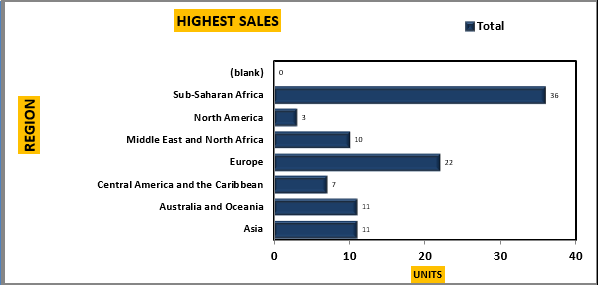 HIGHEST SALES
Total
REGION
(blank) 0
Sub-Saharan Africa 36
North America 3
Middle East and North Africa 10
Europe 22
Central America and the Caribbean 7
Australia and Oceania 11
Asia 11
0 10 20 30 40
UNITS